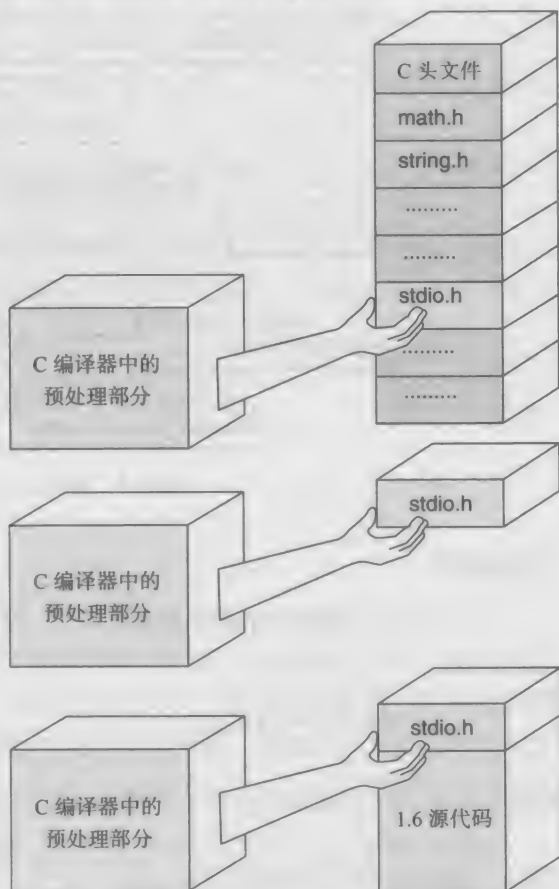 C 头文件
math.h
string.h
………
………
stdio.h
………
………
C 编译器中的
预处理部分
stdio.h
C 编译器中的
预处理部分
stdio.h
1.6 源代码
C 编译器中的
预处理部分